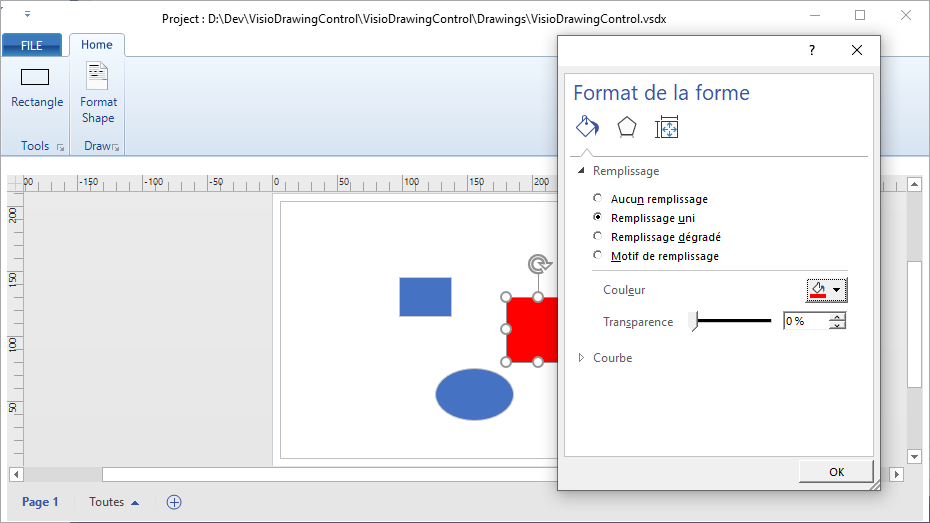 Project : D:\Dev\VisioDrawingControl\VisioDrawingControl\Drawings\VisioDrawingControl.vsdx
FILE
Home
Rectangle
Format
Shape
Tools
Draw
?
Format de la forme
Remplissage
Aucun remplissage
Remplissage uni
Remplissage dégradé
Motif de remplissage
Couleur
Transparence
0 %
Courbe
OK
00
-150
-100
-50
0
50
100
150
200
200
150
100
50
Page 1
Toutes